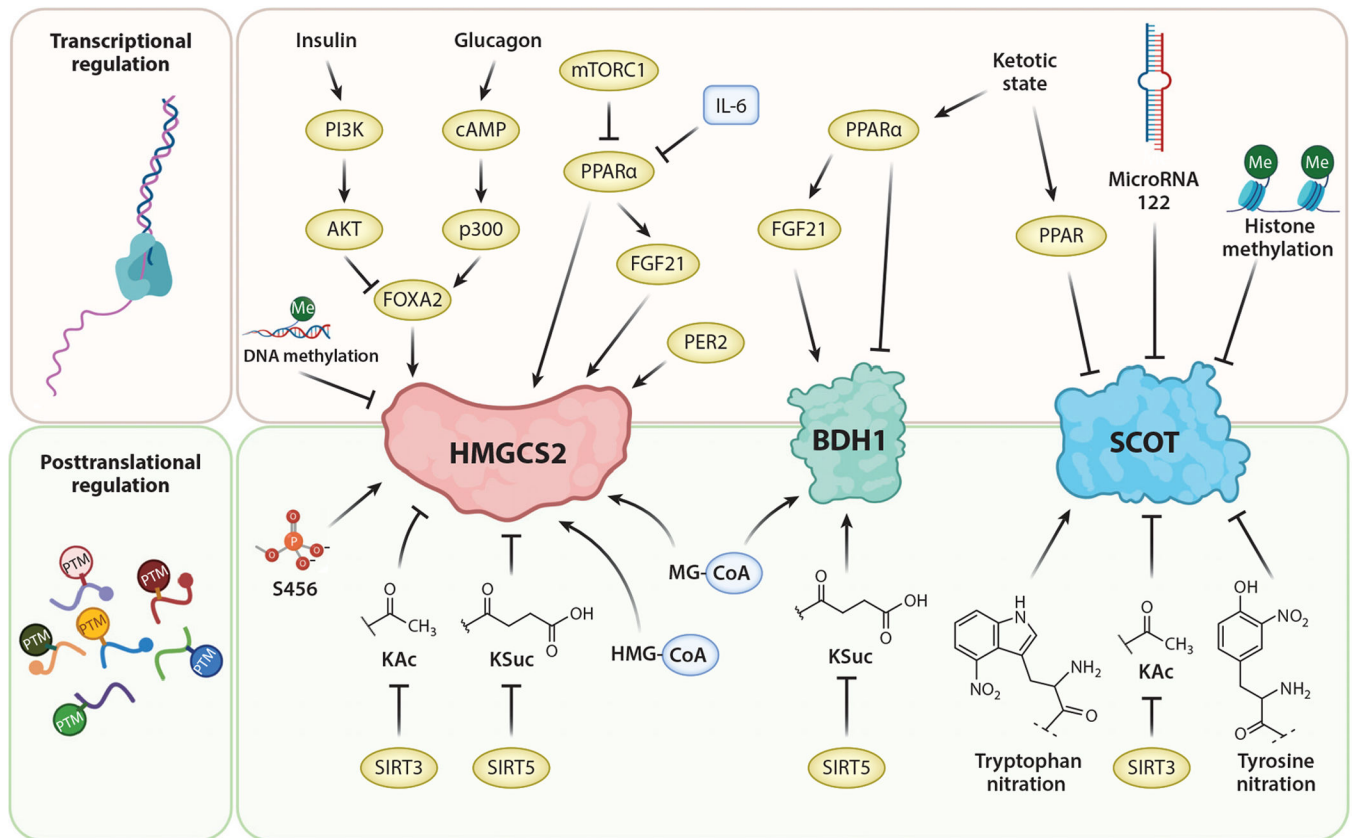 Transcriptional
regulation
Insulin
Glucagon
mTORC1
IL-6
Ketotic
state
PI3K
cAMP
PPARα
PPARα
MicroRNA
122
Me
Me
AKT
p300
FGF21
FGF21
PPAR
Histone
methylation
FOXA2
Me
DNA methylation
PER2
HMGCS2
BDH1
SCOT
Posttranslational
regulation
PTM
PTM
PTM
PTM
PTM
PTM
O
P
O
O−
O−
S456
O
CH3
KAc
SIRT3
O
OH
O
KSuc
SIRT5
MG-CoA
HMG-CoA
O
OH
O
KSuc
SIRT5
H
N
NO2
NH2
O
Tryptophan
nitration
O
CH3
KAc
SIRT3
OH
NO2
NH2
O
Tyrosine
nitration